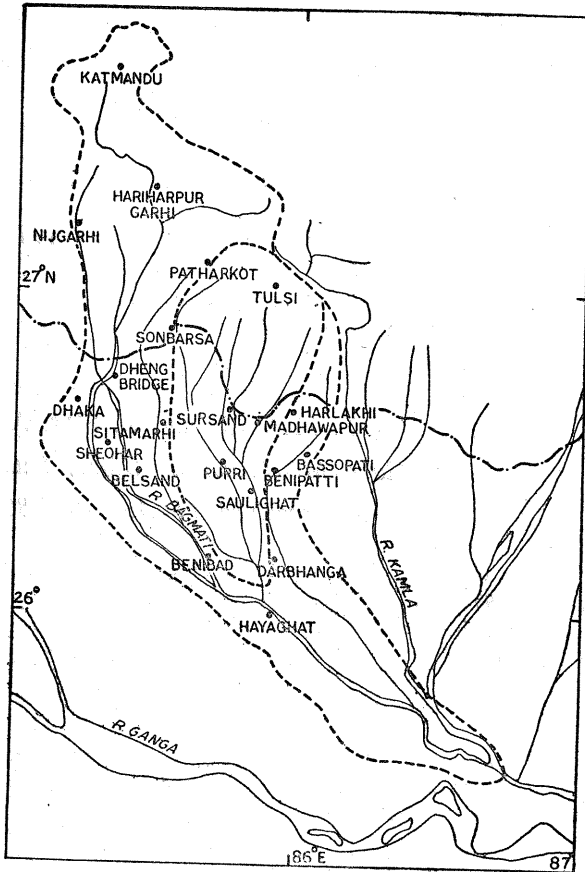 KATMANDU
HARIHARPUR
GARHI
NIJGARHI
27°N
PATHARKOT
TULSI
SONBARSA
DHENG
BRIDGE
DHAKA
SURSAND
HARLAKHI
MADHAWAPUR
SITAMARHI
SHEOHAR
BASSOPATI
PURRI
BENIPATTI
BELSAND
SAULIGHAT
R. BAGMATI
BENIBAD
DARBHANGA
R. KAMLA
26°
HAYAGHAT
R. GANGA
86°E
87